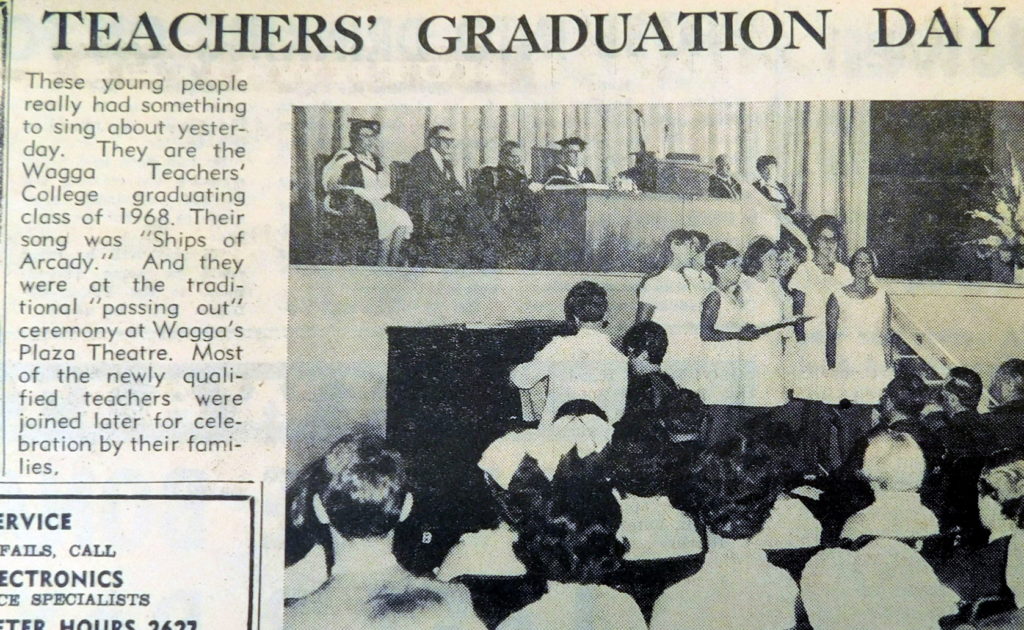 TEACHERS' GRADUATION DAY
These young people
really had something
to sing about yester-
day. They are the
Wagga Teachers'
College graduating
class of 1968. Their
song was "Ships of
Arcady." And they
were at the tradi-
tional "passing out"
ceremony at Wagga's
Plaza Theatre. Most
of the newly quali-
fied teachers were
joined later for cele-
bration by their fami-
lies.
ERVICE
FAILS, CALL
ECTRONICS
CE SPECIALISTS
FTER HOURS 2627